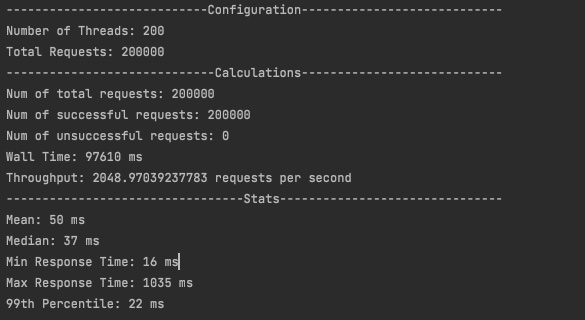 ----------------------------Configuration----------------------------
Number of Threads: 200
Total Requests: 200000
-----------------------------Calculations----------------------------
Num of total requests: 200000
Num of successful requests: 200000
Num of unsuccessful requests: 0
Wall Time: 97610 ms
Throughput: 2048.97039237783 requests per second
---------------------------------Stats-------------------------------
Mean: 50 ms
Median: 37 ms
Min Response Time: 16 ms
Max Response Time: 1035 ms
99th Percentile: 22 ms